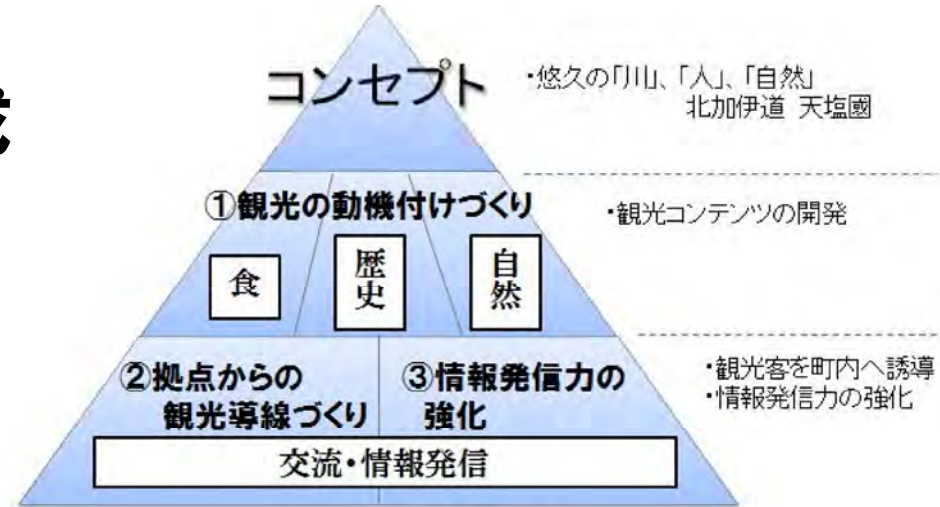 コンセプト
・悠久の「川」、「人」、「自然」
北加伊道 天塩國
①観光の動機付けづくり
・観光コンテンツの開発
食
歴史
自然
②拠点からの
観光導線づくり
③情報発信力の
強化
・観光客を町内へ誘導
・情報発信力の強化
交流・情報発信